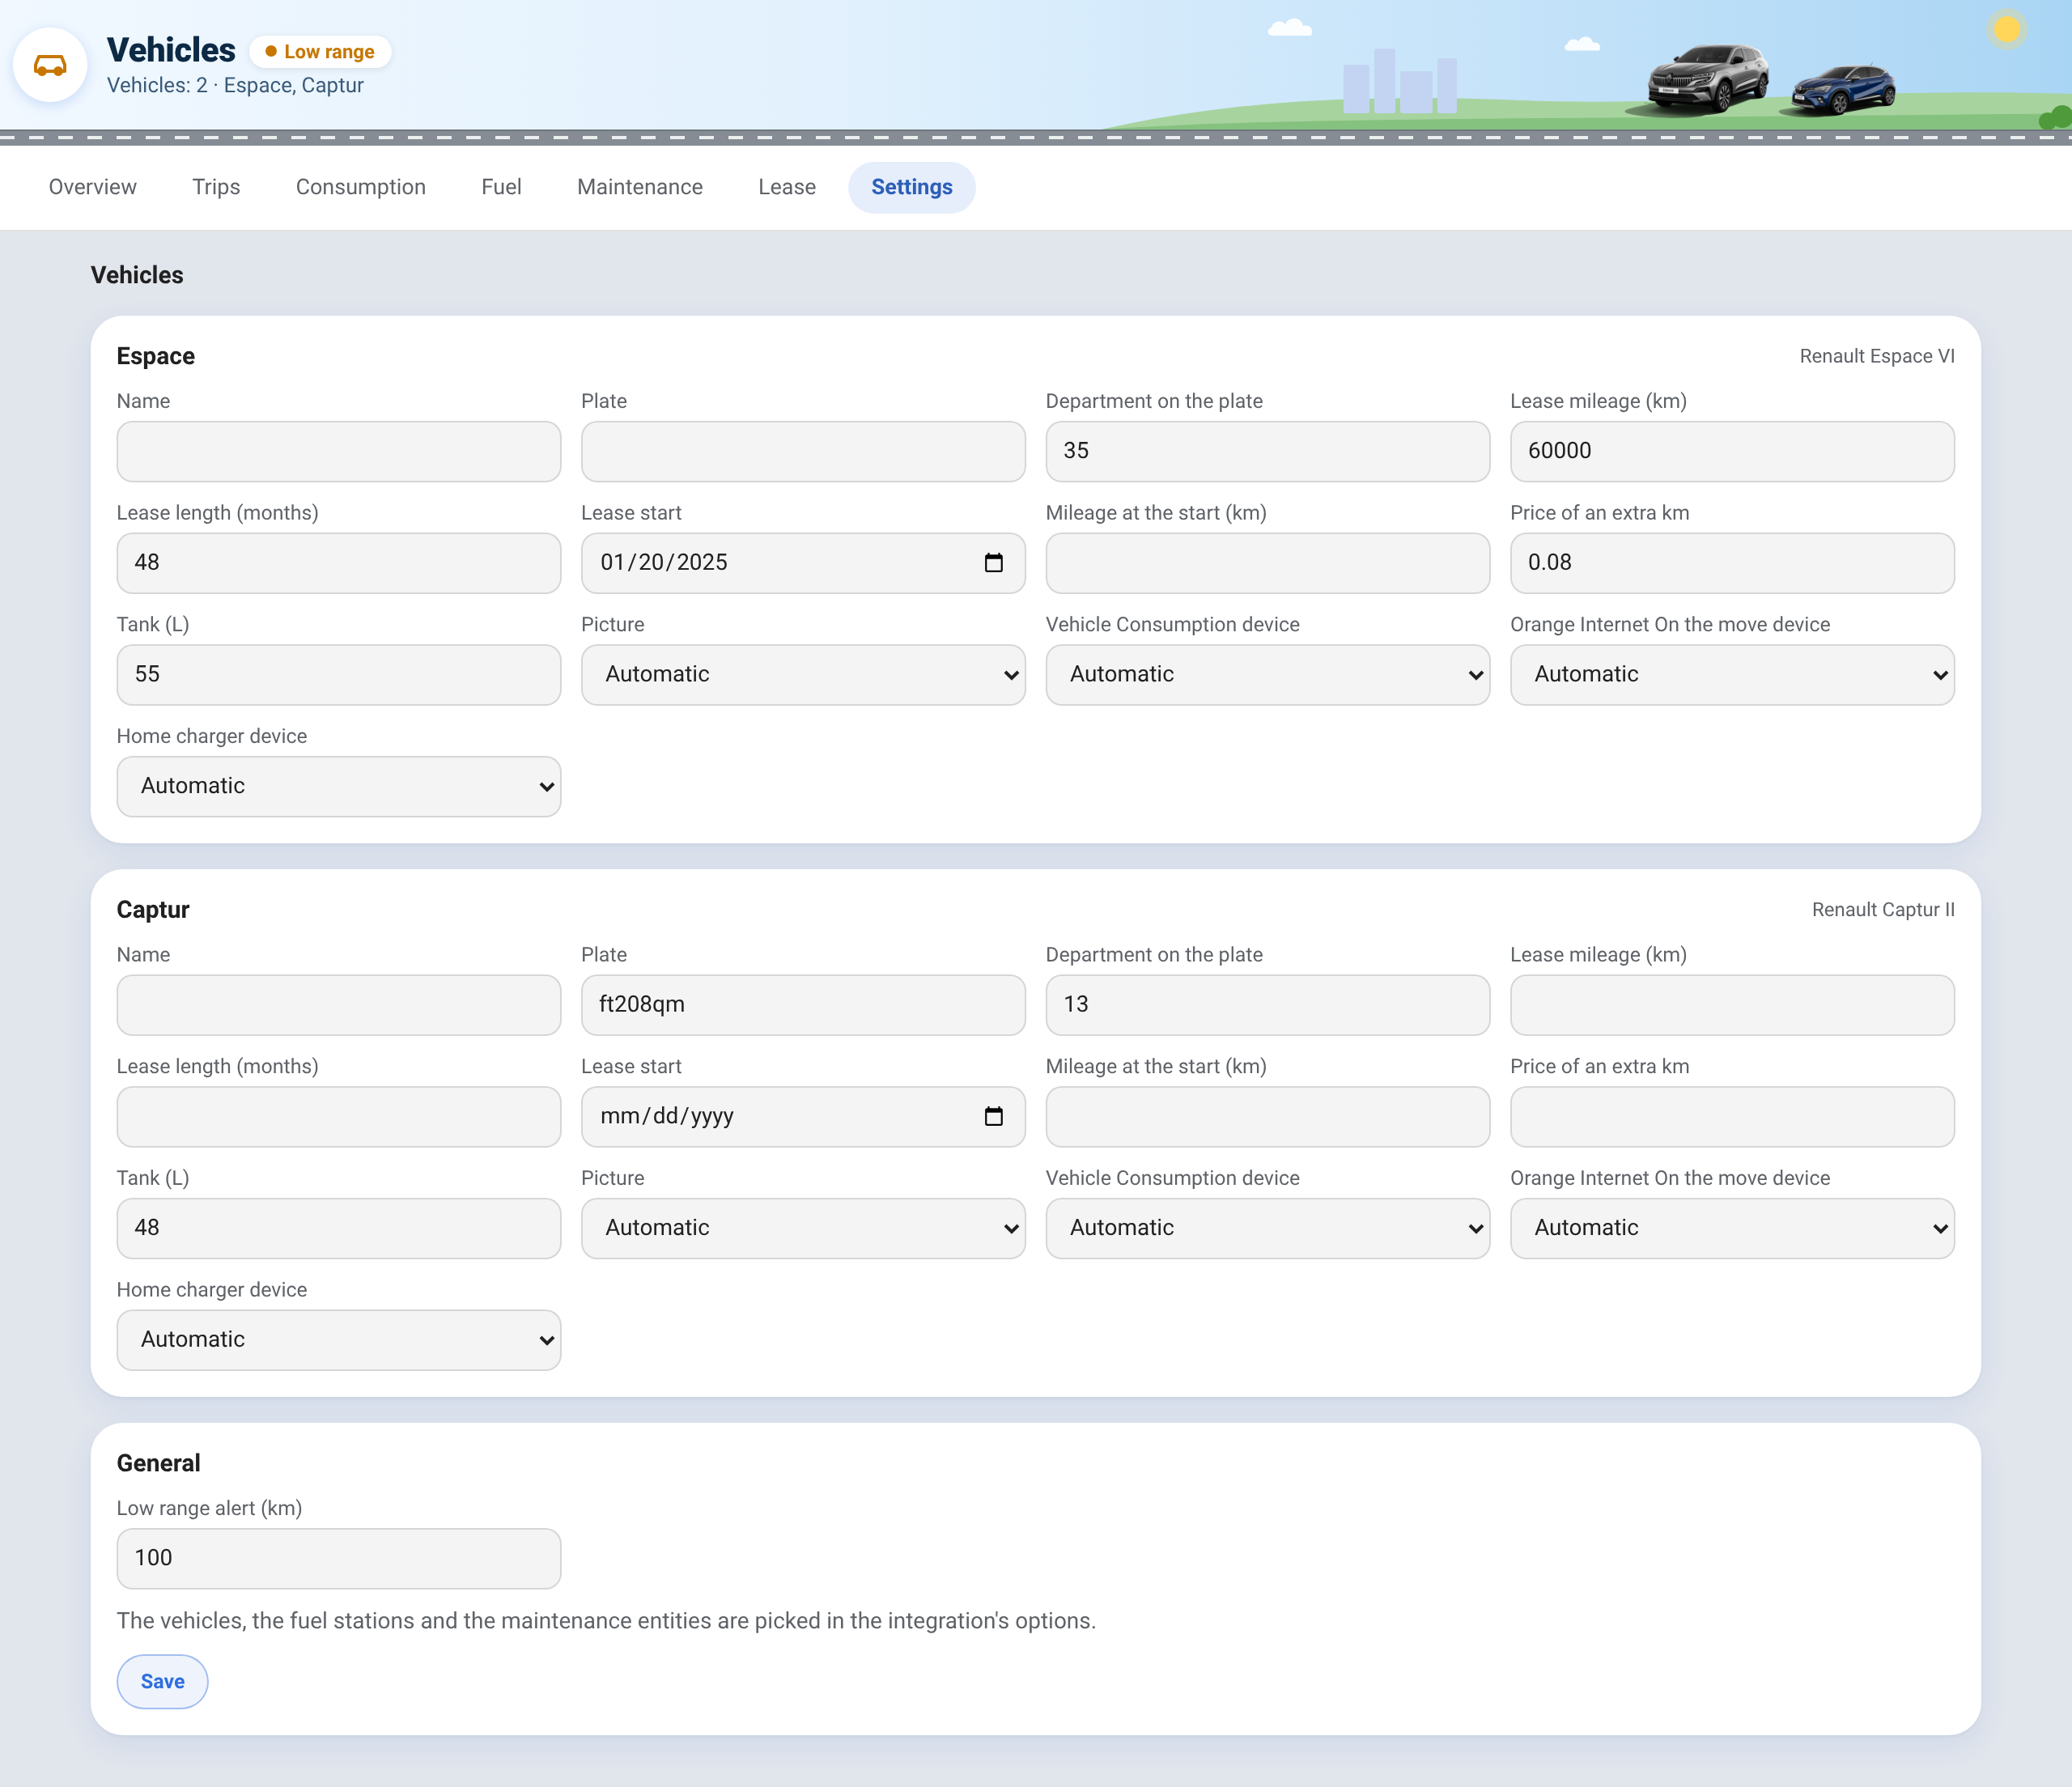 Vehicles
Low range
Vehicles: 2 · Espace, Captur
Overview Trips Consumption Fuel Maintenance Lease Settings
Vehicles
Espace Renault Espace VI
Name Plate Department on the plate Lease mileage (km)
35 60000
Lease length (months) Lease start Mileage at the start (km) Price of an extra km
48 01/20/2025 0.08
Tank (L) Picture Vehicle Consumption device Orange Internet On the move device
55 Automatic Automatic Automatic
Home charger device
Automatic
Captur Renault Captur II
Name Plate Department on the plate Lease mileage (km)
ft208qm 13
Lease length (months) Lease start Mileage at the start (km) Price of an extra km
mm/dd/yyyy
Tank (L) Picture Vehicle Consumption device Orange Internet On the move device
48 Automatic Automatic Automatic
Home charger device
Automatic
General
Low range alert (km)
100
The vehicles, the fuel stations and the maintenance entities are picked in the integration's options.
Save